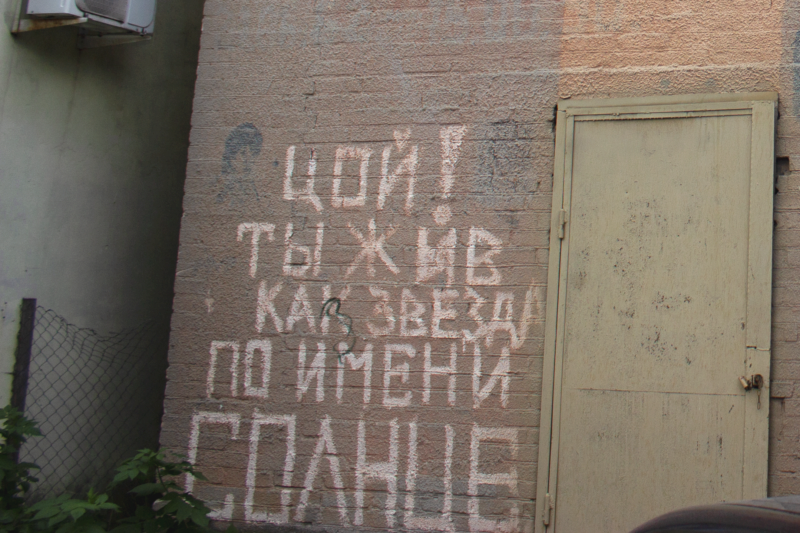 ЦОЙ!
ТЫ ЖИВ
КАК ЗВЕЗДА
ПО ИМЕНИ
СОЛНЦЕ